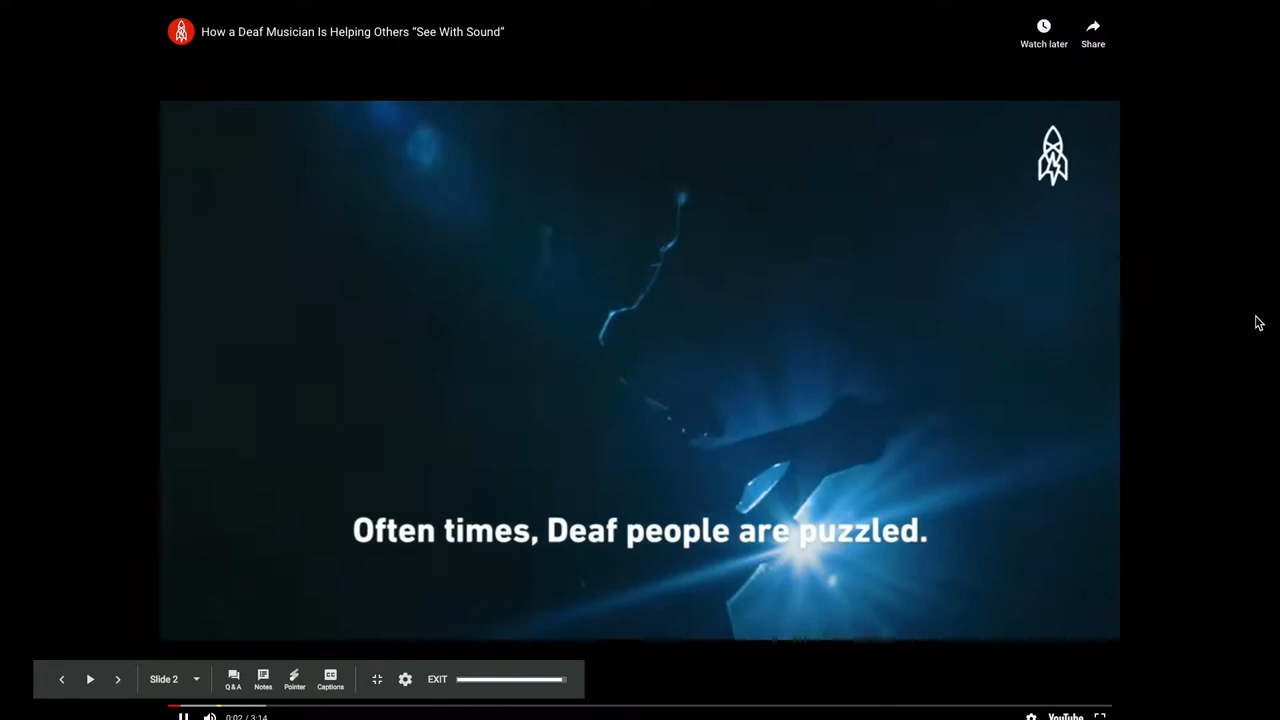 How a Deaf Musician Is Helping Others “See With Sound”
Watch later
Share
Often times, Deaf people are puzzled.
Slide 2
Q & A
Notes
Pointer
Captions
EXIT
0:02 / 3:14
YouTube